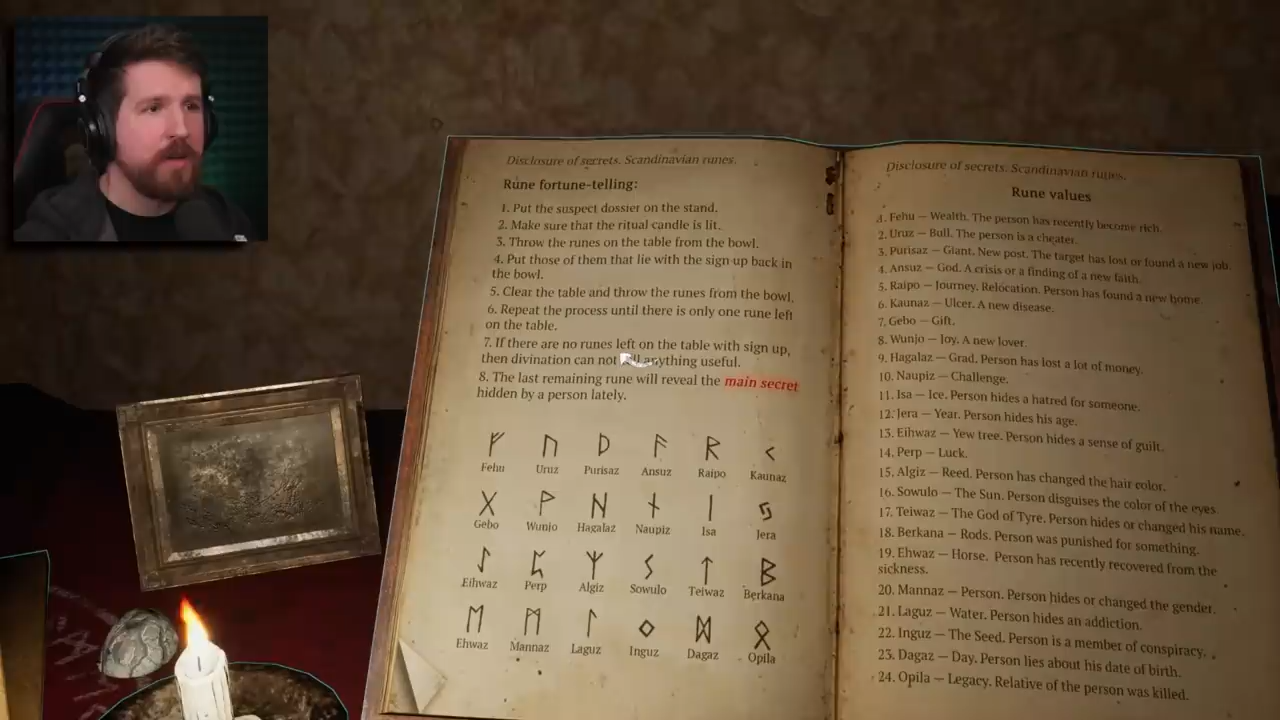 Disclosure of secrets. Scandinavian runes.
Rune fortune-telling:
1. Put the suspect dossier on the stand.
2. Make sure that the ritual candle is lit.
3. Throw the runes on the table from the bowl.
4. Put those of them that lie with the sign up back in
the bowl.
5. Clear the table and throw the runes from the bowl.
6. Repeat the process until there is only one rune left
on the table.
7. If there are no runes left on the table with sign up,
then divination can not anything useful.
8. The last remaining rune will reveal the main secret
hidden by a person lately.
Fehu Uruz Purisaz Ansuz Raipo Kaunaz
Gebo Wunjo Hagalaz Naupiz Isa Jera
Eihwaz Perp Algiz Sowulo Teiwaz Berkana
Ehwaz Mannaz Laguz Inguz Dagaz Opila
Disclosure of secrets. Scandinavian runes.
Rune values
1. Fehu — Wealth. The person has recently become rich.
2. Uruz — Bull. The person is a cheater.
3. Purisaz — Giant. New post. The target has lost or found a new job.
4. Ansuz — God. A crisis or a finding of a new faith.
5. Raipo — Journey. Relocation. Person has found a new home.
6. Kaunaz — Ulcer. A new disease.
7. Gebo — Gift.
8. Wunjo — Joy. A new lover.
9. Hagalaz — Grad. Person has lost a lot of money.
10. Naupiz — Challenge.
11. Isa — Ice. Person hides a hatred for someone.
12. Jera — Year. Person hides his age.
13. Eihwaz — Yew tree. Person hides a sense of guilt.
14. Perp — Luck.
15. Algiz — Reed. Person has changed the hair color.
16. Sowulo — The Sun. Person disguises the color of the eyes.
17. Teiwaz — The God of Tyre. Person hides or changed his name.
18. Berkana — Rods. Person was punished for something.
19. Ehwaz — Horse. Person has recently recovered from the
sickness.
20. Mannaz — Person. Person hides or changed the gender.
21. Laguz — Water. Person hides an addiction.
22. Inguz — The Seed. Person is a member of conspiracy.
23. Dagaz — Day. Person lies about his date of birth.
24. Opila — Legacy. Relative of the person was killed.